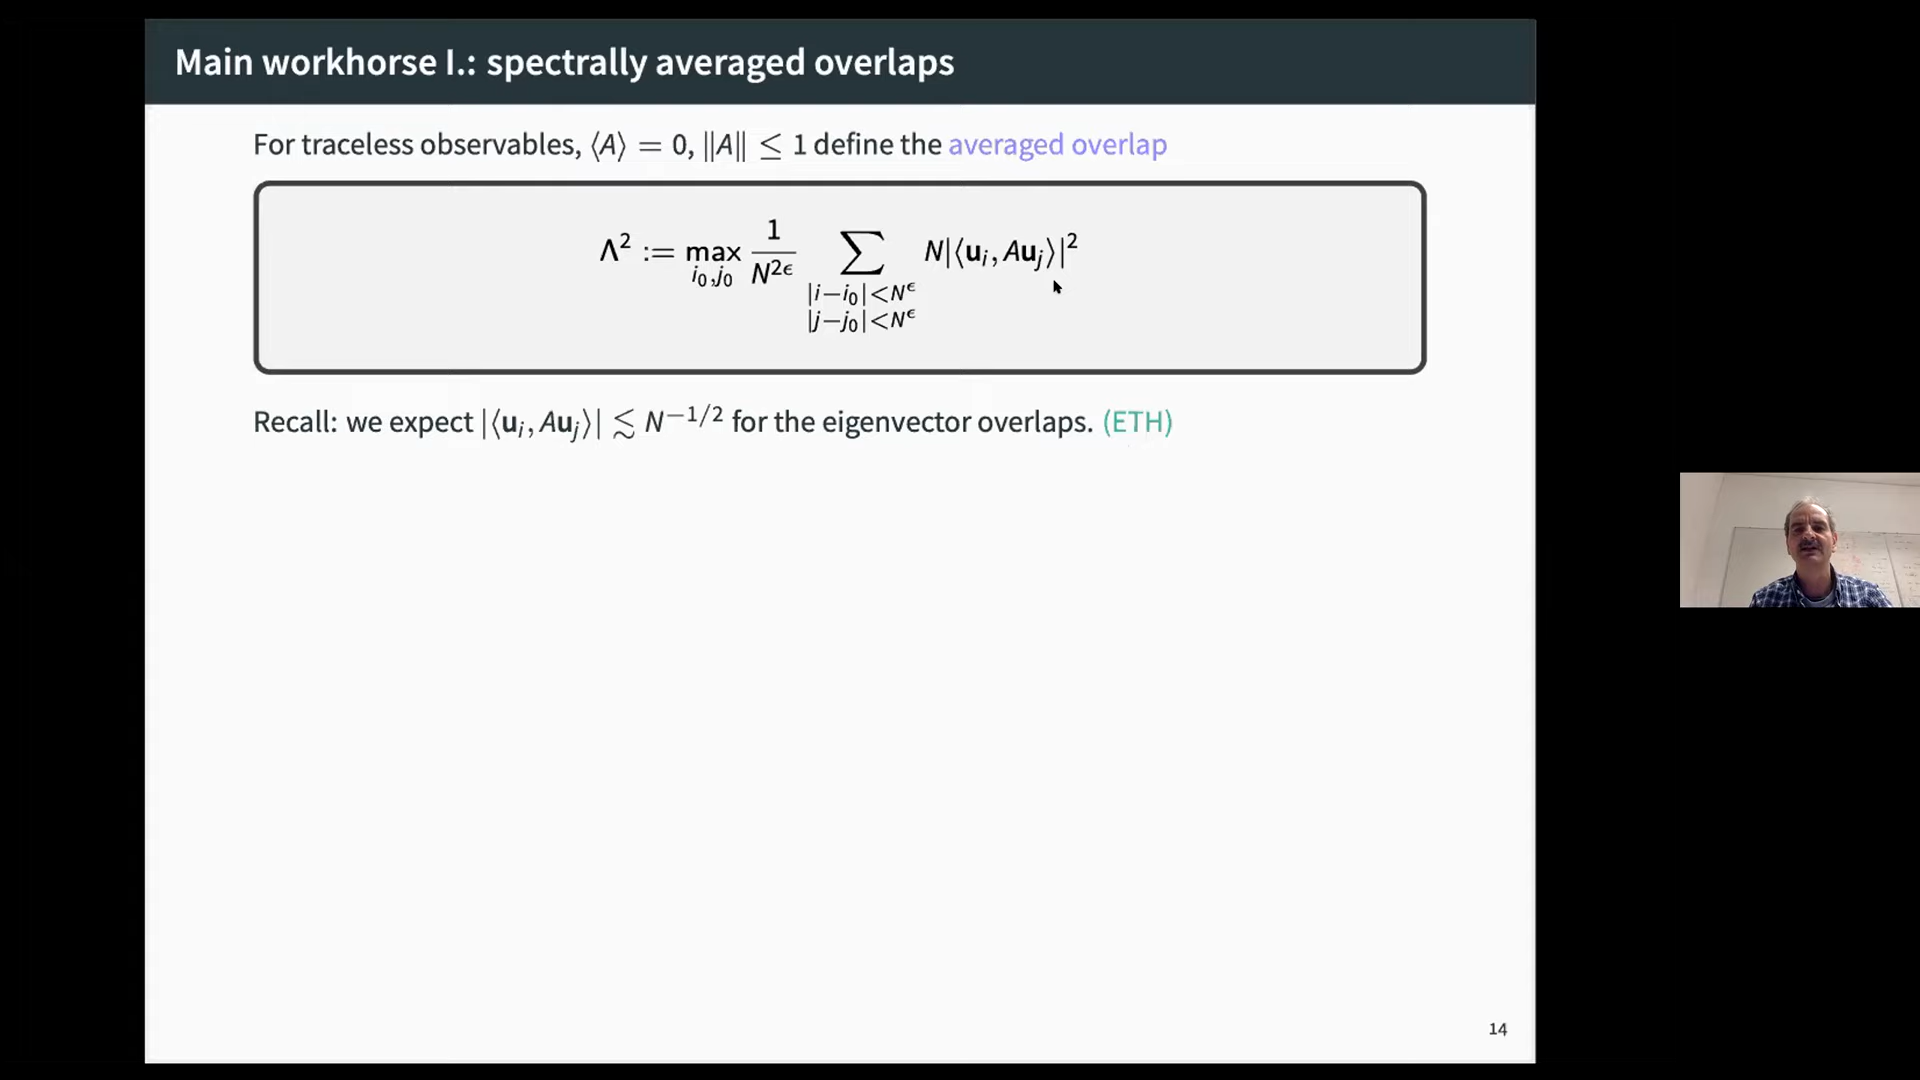 Main workhorse I.: spectrally averaged overlaps
For traceless observables, ⟨A⟩ = 0, ‖A‖ ≤ 1 define the averaged overlap
Λ² := max_{i₀,j₀} 1/N^{2ϵ} ∑_{|i−i₀|<N^ϵ |j−j₀|<N^ϵ} N|⟨u_i, Au_j⟩|²
Recall: we expect |⟨u_i, Au_j⟩| ≲ N^{−1/2} for the eigenvector overlaps. (ETH)
14